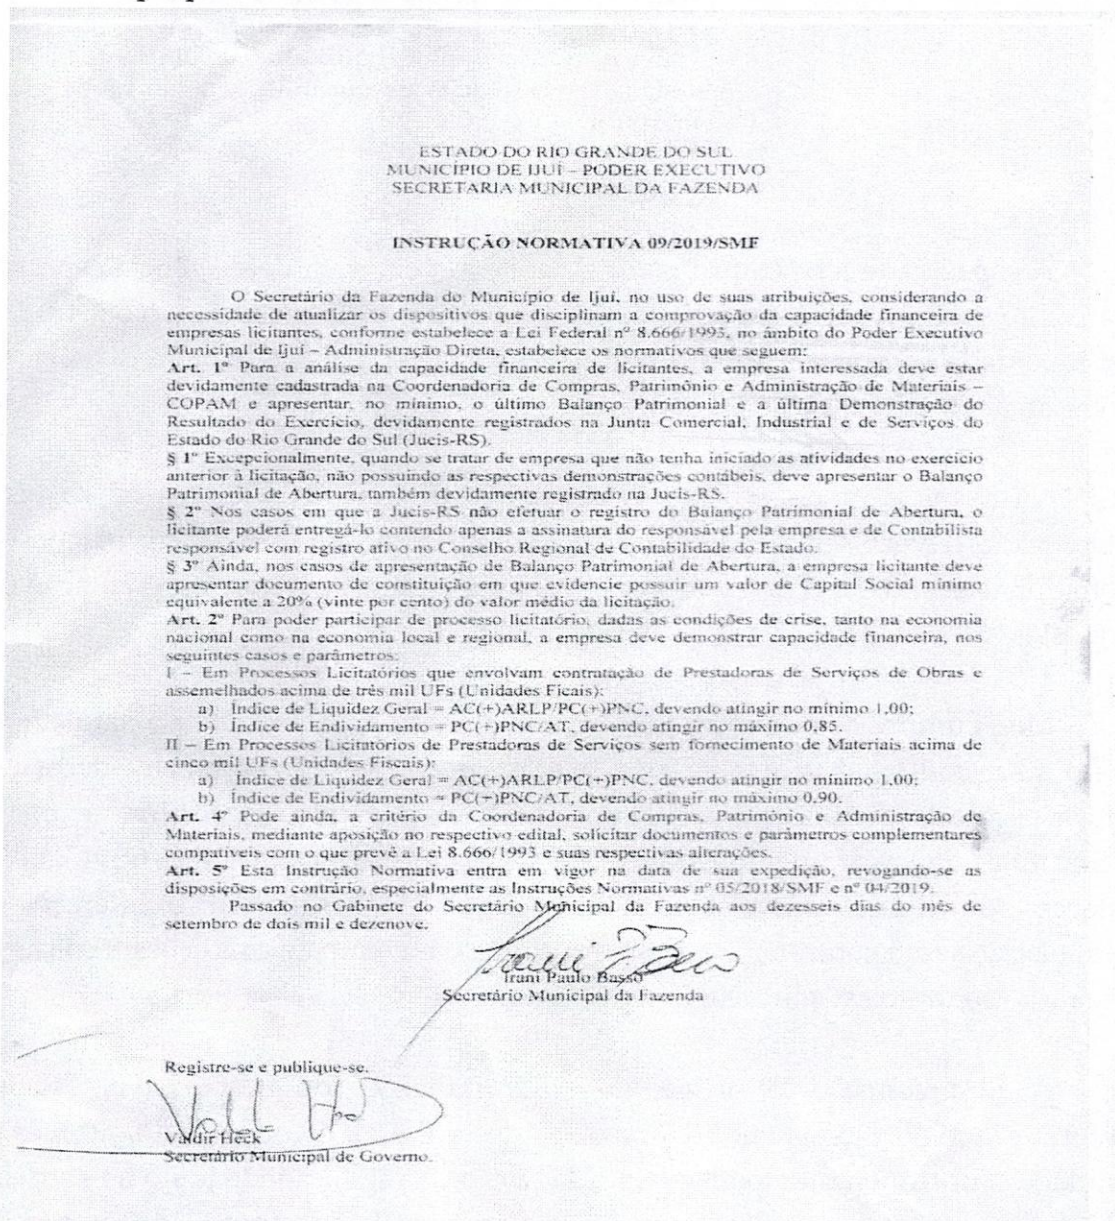 ESTADO DO RIO GRANDE DO SUL
MUNICÍPIO DE IJUÍ – PODER EXECUTIVO
SECRETARIA MUNICIPAL DA FAZENDA
INSTRUÇÃO NORMATIVA 09/2019/SMF
O Secretário da Fazenda do Município de Ijuí, no uso de suas atribuições, considerando a
necessidade de atualizar os dispositivos que disciplinam a comprovação da capacidade financeira de
empresas licitantes, conforme estabelece a Lei Federal nº 8.666/1993, no âmbito do Poder Executivo
Municipal de Ijuí – Administração Direta, estabelece os normativos que seguem:
Art. 1º Para a análise da capacidade financeira de licitantes, a empresa interessada deve estar
devidamente cadastrada na Coordenadoria de Compras, Patrimônio e Administração de Materiais –
COPAM e apresentar, no mínimo, o último Balanço Patrimonial e a última Demonstração do
Resultado do Exercício, devidamente registrados na Junta Comercial, Industrial e de Serviços do
Estado do Rio Grande do Sul (Jucis-RS).
§ 1º Excepcionalmente, quando se tratar de empresa que não tenha iniciado as atividades no exercício
anterior à licitação, não possuindo as respectivas demonstrações contábeis, deve apresentar o Balanço
Patrimonial de Abertura, também devidamente registrado na Jucis-RS.
§ 2º Nos casos em que a Jucis-RS não efetuar o registro do Balanço Patrimonial de Abertura, o
licitante poderá entregá-lo contendo apenas a assinatura do responsável pela empresa e de Contabilista
responsável com registro ativo no Conselho Regional de Contabilidade do Estado.
§ 3º Ainda, nos casos de apresentação de Balanço Patrimonial de Abertura, a empresa licitante deve
apresentar documento de constituição em que evidencie possuir um valor de Capital Social mínimo
equivalente a 20% (vinte por cento) do valor médio da licitação.
Art. 2º Para poder participar de processo licitatório, dadas as condições de crise, tanto na economia
nacional como na economia local e regional, a empresa deve demonstrar capacidade financeira, nos
seguintes casos e parâmetros:
I – Em Processos Licitatórios que envolvam contratação de Prestadoras de Serviços de Obras e
assemelhados acima de três mil UFs (Unidades Ficais):
a) Índice de Liquidez Geral = AC(+)ARLP/PC(+)PNC, devendo atingir no mínimo 1,00;
b) Índice de Endividamento = PC(+)PNC/AT, devendo atingir no máximo 0,85.
II – Em Processos Licitatórios de Prestadoras de Serviços sem fornecimento de Materiais acima de
cinco mil UFs (Unidades Fiscais):
a) Índice de Liquidez Geral = AC(+)ARLP/PC(+)PNC, devendo atingir no mínimo 1,00:
b) Índice de Endividamento = PC(+)PNC/AT, devendo atingir no máximo 0,90.
Art. 4º Pode ainda, a critério da Coordenadoria de Compras, Patrimônio e Administração de
Materiais, mediante aposição no respectivo edital, solicitar documentos e parâmetros complementares
compatíveis com o que prevê a Lei 8.666/1993 e suas respectivas alterações.
Art. 5º Esta Instrução Normativa entra em vigor na data de sua expedição, revogando-se as
disposições em contrário, especialmente as Instruções Normativas nº 05/2018/SMF e nº 04/2019.
Passado no Gabinete do Secretário Municipal da Fazenda aos dezesseis dias do mês de
setembro de dois mil e dezenove.
Irani Paulo Basso
Secretário Municipal da Fazenda
Registre-se e publique-se.
Valdir Heck
Secretário Municipal de Governo.